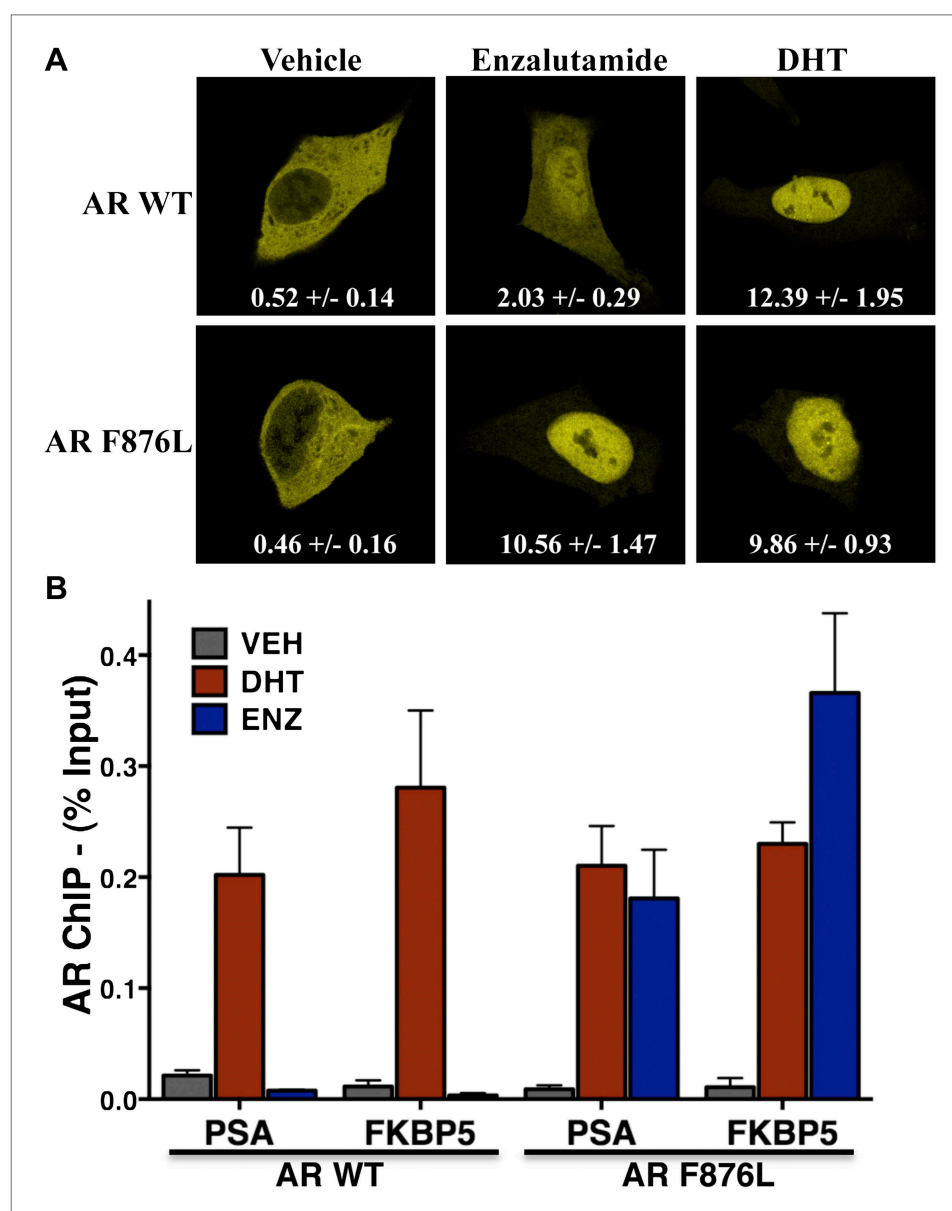 A
Vehicle Enzalutamide DHT
AR WT
0.52 +/- 0.14 2.03 +/- 0.29 12.39 +/- 1.95
AR F876L
0.46 +/- 0.16 10.56 +/- 1.47 9.86 +/- 0.93
B
AR ChIP - (% Input)
0.4
0.3
0.2
0.1
0.0
VEH
DHT
ENZ
PSA FKBP5 PSA FKBP5
AR WT AR F876L